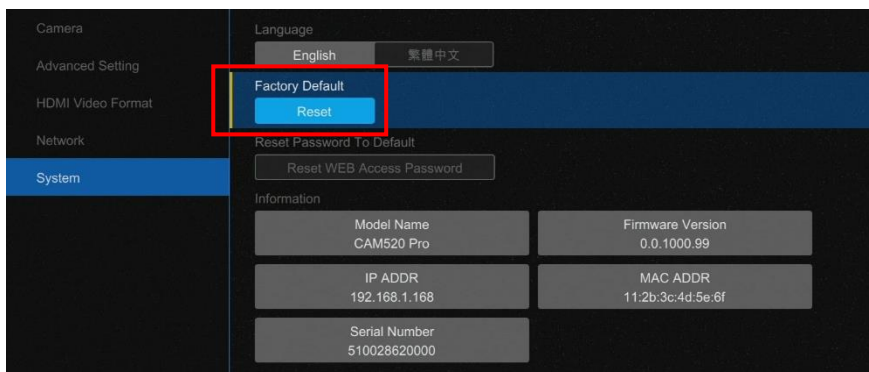 Camera
Advanced Setting
HDMI Video Format
Network
System
Language
English
繁體中文
Factory Default
Reset
Reset Password To Default
Reset WEB Access Password
Information
Model Name
CAM520 Pro
Firmware Version
0.0.1000.99
IP ADDR
192.168.1.168
MAC ADDR
11:2b:3c:4d:5e:6f
Serial Number
510028620000